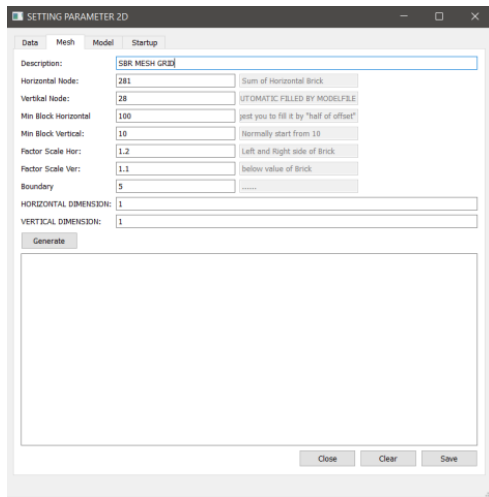 SETTING PARAMETER 2D
Data Mesh Model Startup
Description: SBR MESH GRID
Horizontal Node: 281 Sum of Horizontal Brick
Vertikal Node: 28 UTOMATIC FILLED BY MODELFILE
Min Block Horizontal 100 jest you to fill it by "half of offset"
Min Block Vertical: 10 Normally start from 10
Factor Scale Hor: 1.2 Left and Right side of Brick
Factor Scale Ver: 1.1 below value of Brick
Boundary 5 ......
HORIZONTAL DIMENSION: 1
VERTICAL DIMENSION: 1
Generate
Close Clear Save